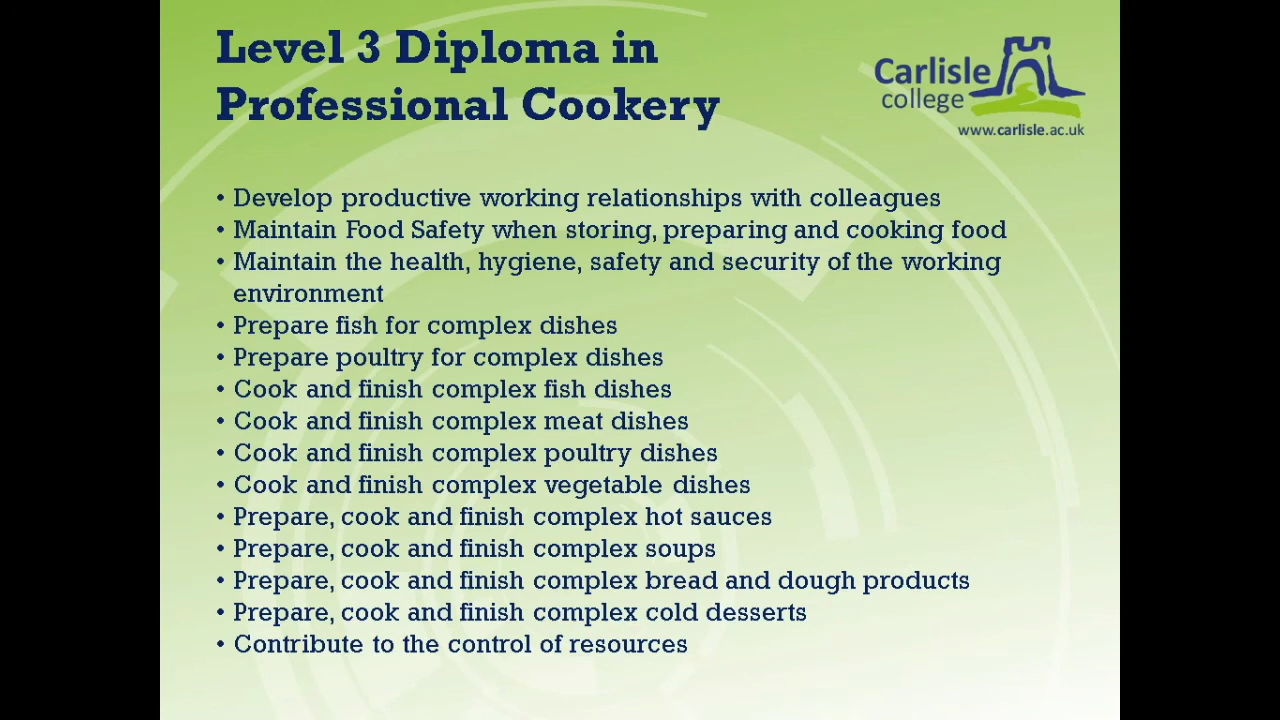 Level 3 Diploma in
Professional Cookery
Carlisle
college
www.carlisle.ac.uk
• Develop productive working relationships with colleagues
• Maintain Food Safety when storing, preparing and cooking food
• Maintain the health, hygiene, safety and security of the working
environment
• Prepare fish for complex dishes
• Prepare poultry for complex dishes
• Cook and finish complex fish dishes
• Cook and finish complex meat dishes
• Cook and finish complex poultry dishes
• Cook and finish complex vegetable dishes
• Prepare, cook and finish complex hot sauces
• Prepare, cook and finish complex soups
• Prepare, cook and finish complex bread and dough products
• Prepare, cook and finish complex cold desserts
• Contribute to the control of resources